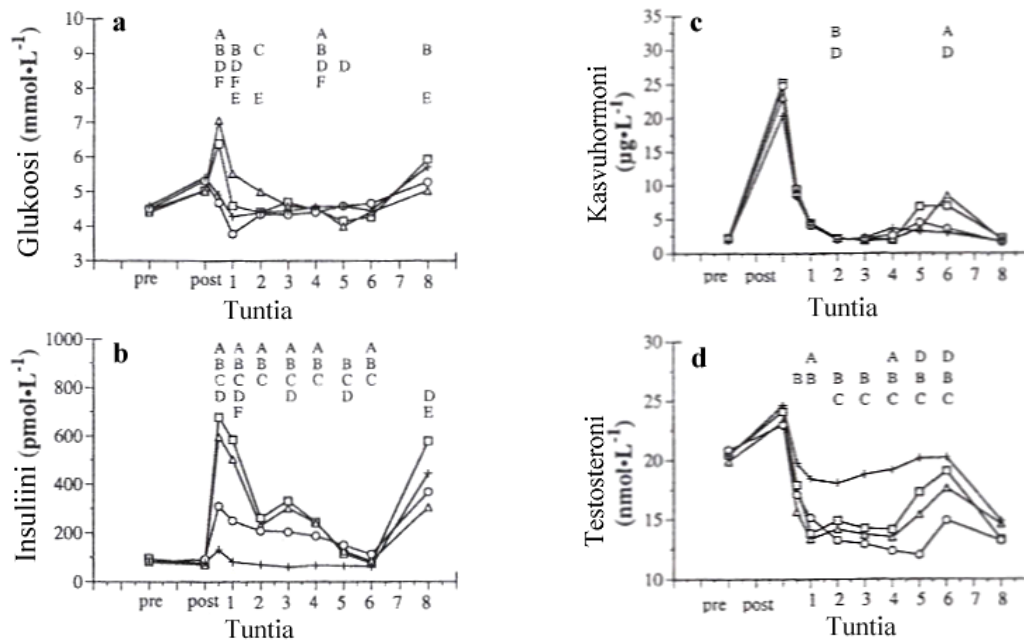 a
Glukoosi (mmol•L⁻¹)
10
9
8
7
6
5
4
3
A
B B C A B
D D B D
F F D
E E F E
pre post 1 2 3 4 5 6 7 8
Tuntia
b
Insuliini (pmol•L⁻¹)
1000
800
600
400
200
0
A A A A A A
B B B B B B B
C C C C C C C
D D D D D
F E
pre post 1 2 3 4 5 6 7 8
Tuntia
c
Kasvuhormoni
(µg•L⁻¹)
35
30
25
20
15
10
5
0
B A
D D
pre post 1 2 3 4 5 6 7 8
Tuntia
d
Testosteroni
(nmol•L⁻¹)
30
25
20
15
10
A A D D
B B B B B B B
C C C C C
pre post 1 2 3 4 5 6 7 8
Tuntia